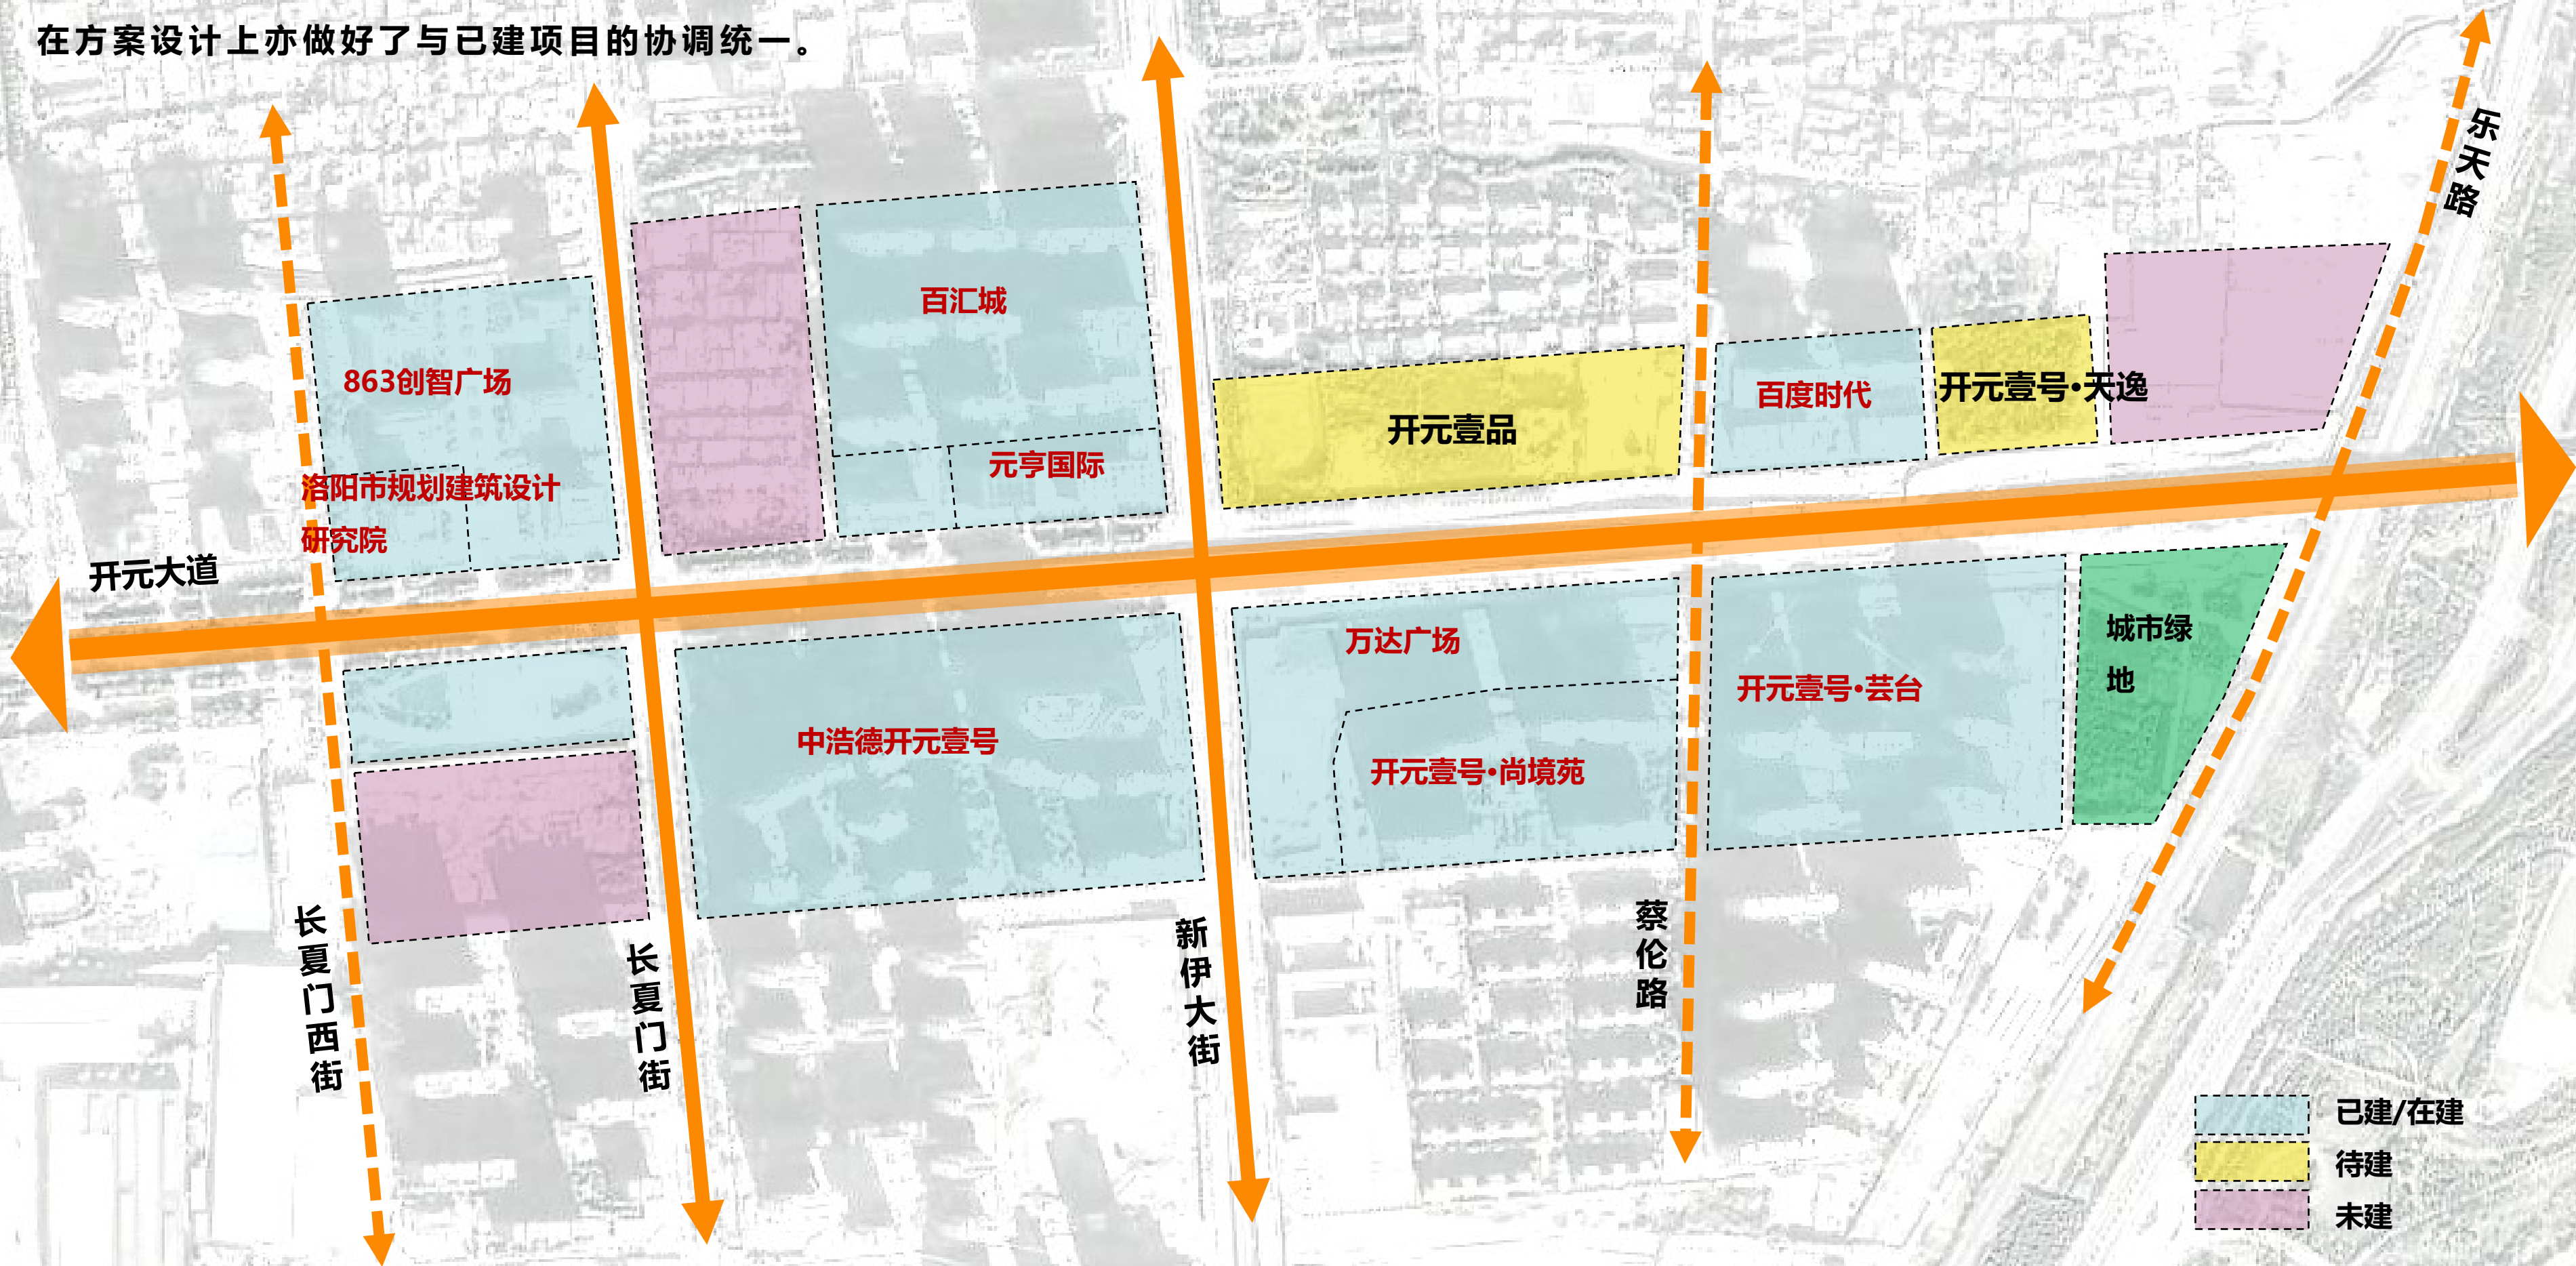 在方案设计上亦做好了与已建项目的协调统一。
乐天路
百汇城
863创智广场
百度时代
开元壹号·天逸
开元壹品
元亨国际
洛阳市规划建筑设计
研究院
开元大道
万达广场
城市绿
地
开元壹号·芸台
中浩德开元壹号
开元壹号·尚境苑
长夏门西街
长夏门街
新伊大街
蔡伦路
已建/在建
待建
未建